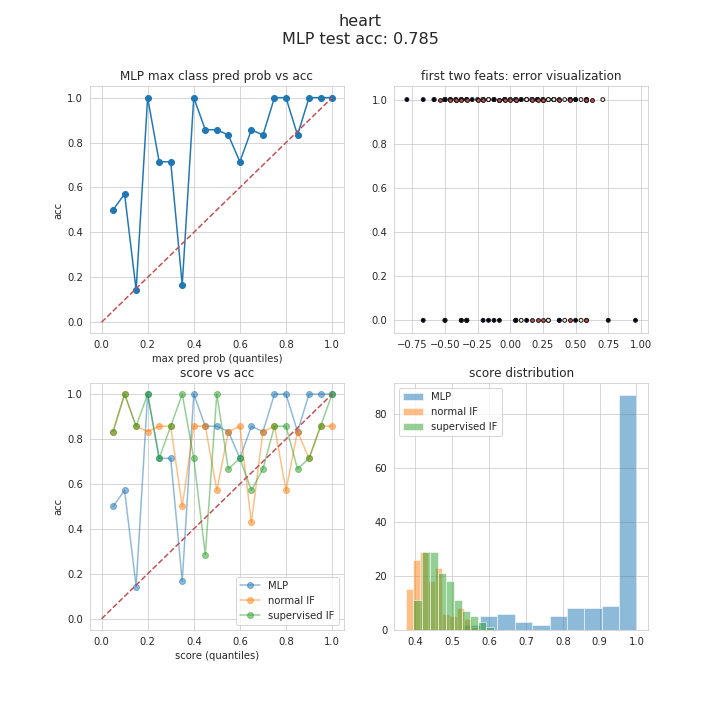 heart
MLP test acc: 0.785
MLP max class pred prob vs acc
1.0
0.8
0.6
0.4
0.2
0.0
acc
0.0 0.2 0.4 0.6 0.8 1.0
max pred prob (quantiles)
first two feats: error visualization
1.0
0.8
0.6
0.4
0.2
0.0
−0.75 −0.50 −0.25 0.00 0.25 0.50 0.75 1.00
score vs acc
1.0
0.8
0.6
0.4
0.2
0.0
acc
MLP
normal IF
supervised IF
0.0 0.2 0.4 0.6 0.8 1.0
score (quantiles)
score distribution
MLP
normal IF
supervised IF
80
60
40
20
0
0.4 0.5 0.6 0.7 0.8 0.9 1.0